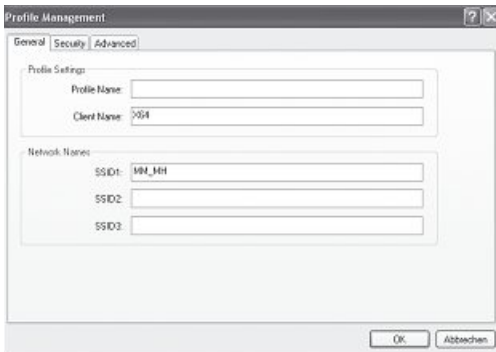 Profile Management
General Security Advanced
Profile Settings
Profile Name:
Client Name: X64
Network Names
SSID1: MM_MH
SSID2:
SSID3:
OK Abbrechen